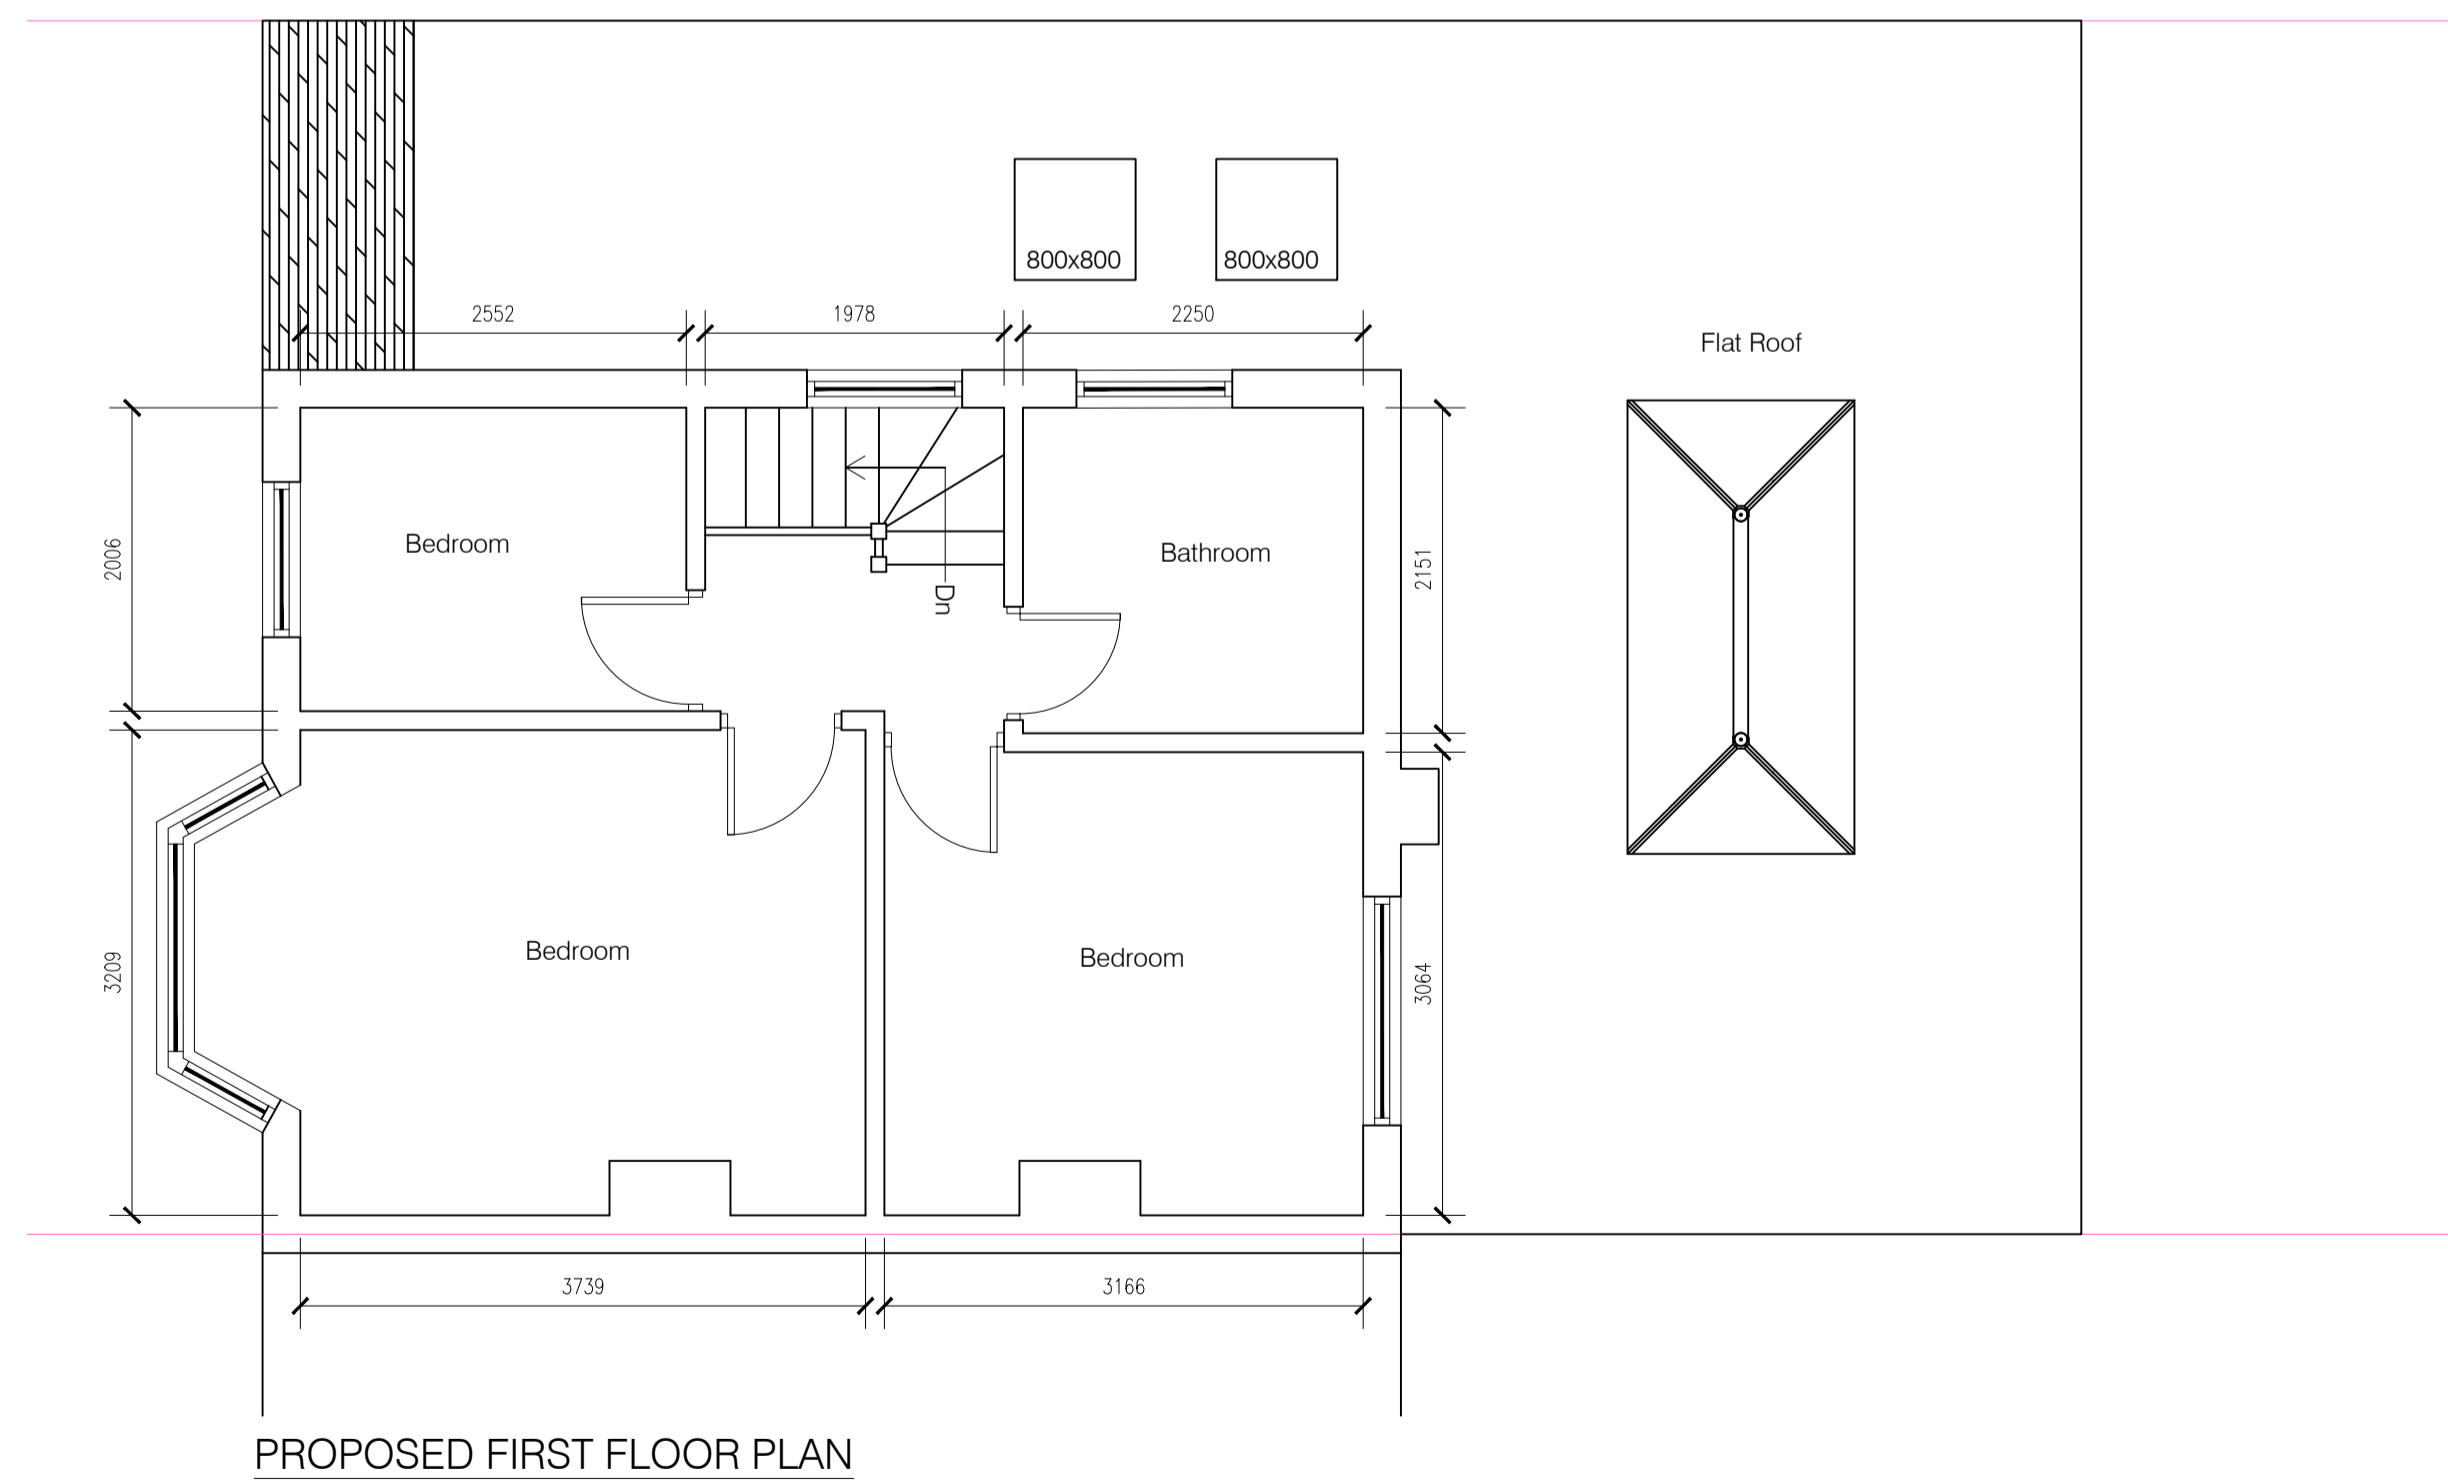 800x800
800x800
2552
1978
2250
Flat Roof
2006
Bedroom
Dn
Bathroom
2151
3209
Bedroom
Bedroom
3064
3739
3166
PROPOSED FIRST FLOOR PLAN